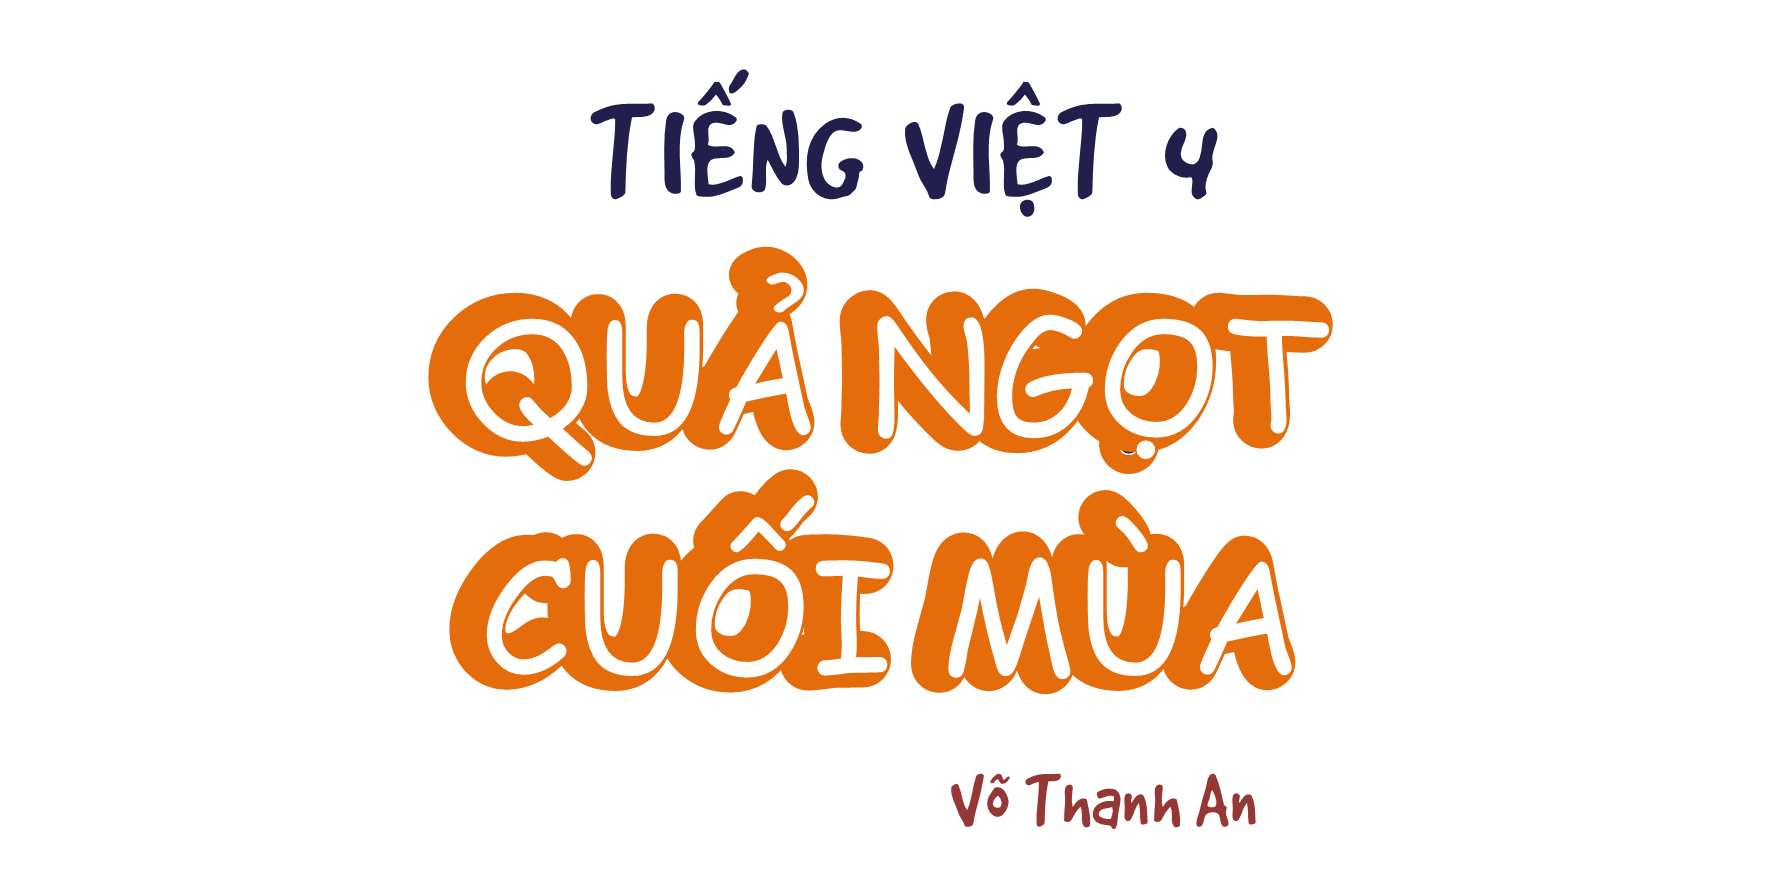 TIẾNG VIỆT 4
QUẢ NGỌT
CUỐI MÙA
Võ Thanh An